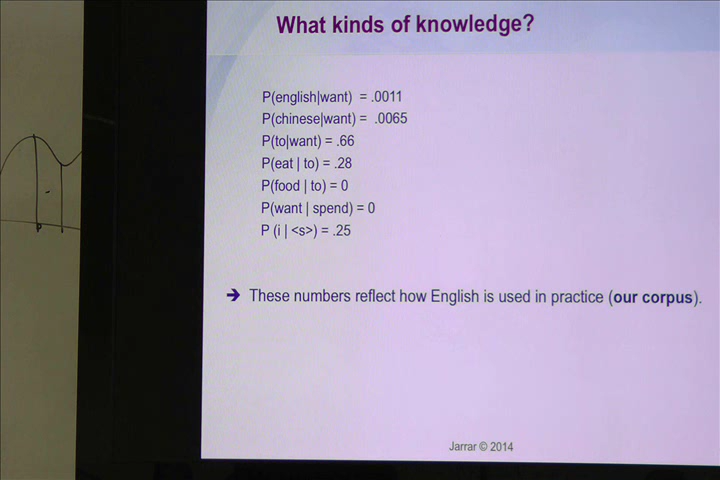 What kinds of knowledge?
P(english|want) = .0011
P(chinese|want) = .0065
P(to|want) = .66
P(eat | to) = .28
P(food | to) = 0
P(want | spend) = 0
P (i | <s>) = .25
➔ These numbers reflect how English is used in practice (our corpus).
Jarrar © 2014